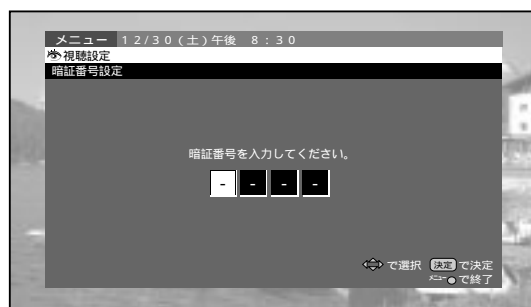 メニュー 12/30(土)午後 8:30
視聴設定
暗証番号設定
暗証番号を入力してください。
- - - -
で選択 決定 で決定
メニュー で終了